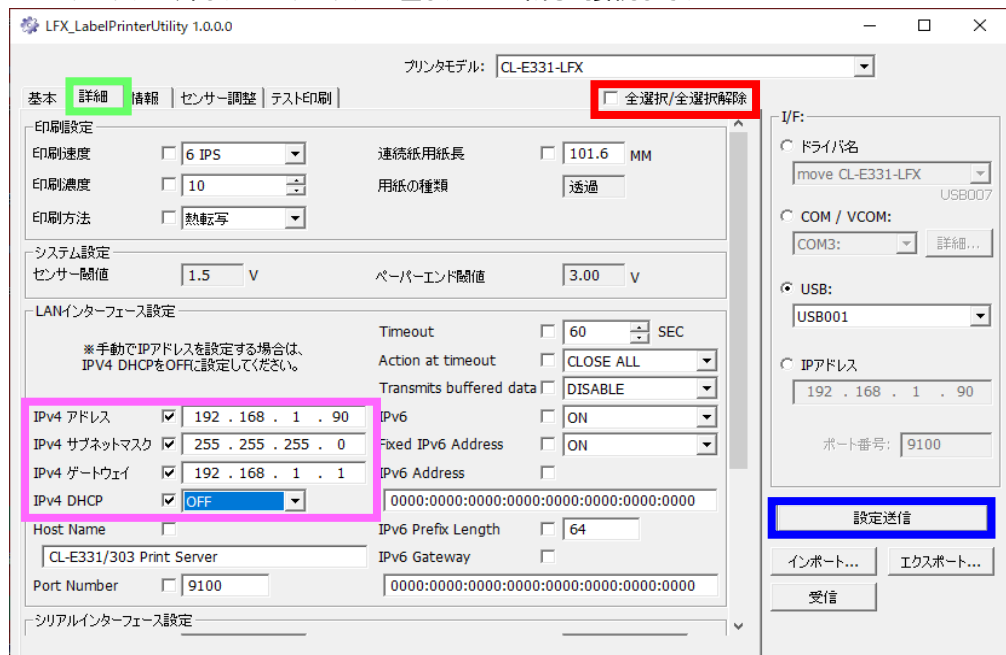 LFX_LabelPrinterUtility 1.0.0.0
プリンタモデル: CL-E331-LFX
基本 詳細 情報 センサー調整 テスト印刷
全選択/全選択解除
印刷設定
印刷速度 6 IPS 連続紙用紙長 101.6 MM
印刷濃度 10 用紙の種類 透過
印刷方法 熱転写
システム設定
センサー閾値 1.5 V ペーパーエンド閾値 3.00 V
LANインターフェース設定
※手動でIPアドレスを設定する場合は、
IPV4 DHCPをOFFに設定してください。
Timeout 60 SEC
Action at timeout CLOSE ALL
Transmits buffered data DISABLE
IPv4 アドレス 192 . 168 . 1 . 90 IPv6 ON
IPv4 サブネットマスク 255 . 255 . 255 . 0 Fixed IPv6 Address ON
IPv4 ゲートウェイ 192 . 168 . 1 . 1 IPv6 Address
IPv4 DHCP OFF 0000:0000:0000:0000:0000:0000:0000:0000
Host Name IPv6 Prefix Length 64
CL-E331/303 Print Server IPv6 Gateway
Port Number 9100 0000:0000:0000:0000:0000:0000:0000:0000
シリアルインターフェース設定
I/F:
ドライバ名
move CL-E331-LFX
USB007
COM / VCOM:
COM3: 詳細...
USB:
USB001
IPアドレス
192 . 168 . 1 . 90
ポート番号: 9100
設定送信
インポート... エクスポート...
受信